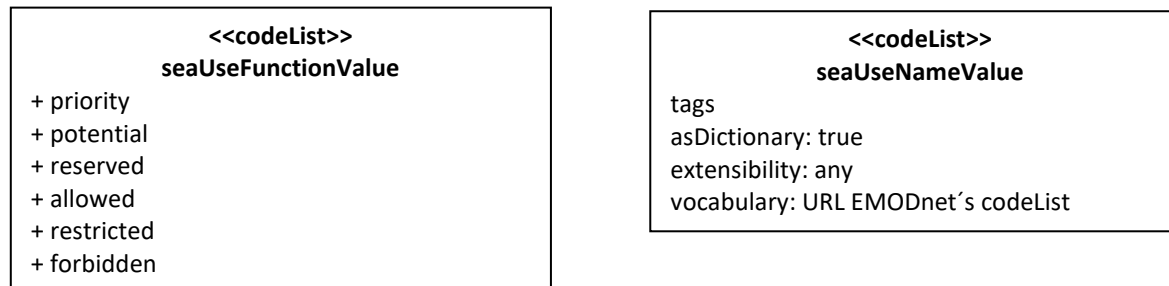 <<codeList>>
seaUseFunctionValue
+ priority
+ potential
+ reserved
+ allowed
+ restricted
+ forbidden
<<codeList>>
seaUseNameValue
tags
asDictionary: true
extensibility: any
vocabulary: URL EMODnet´s codeList